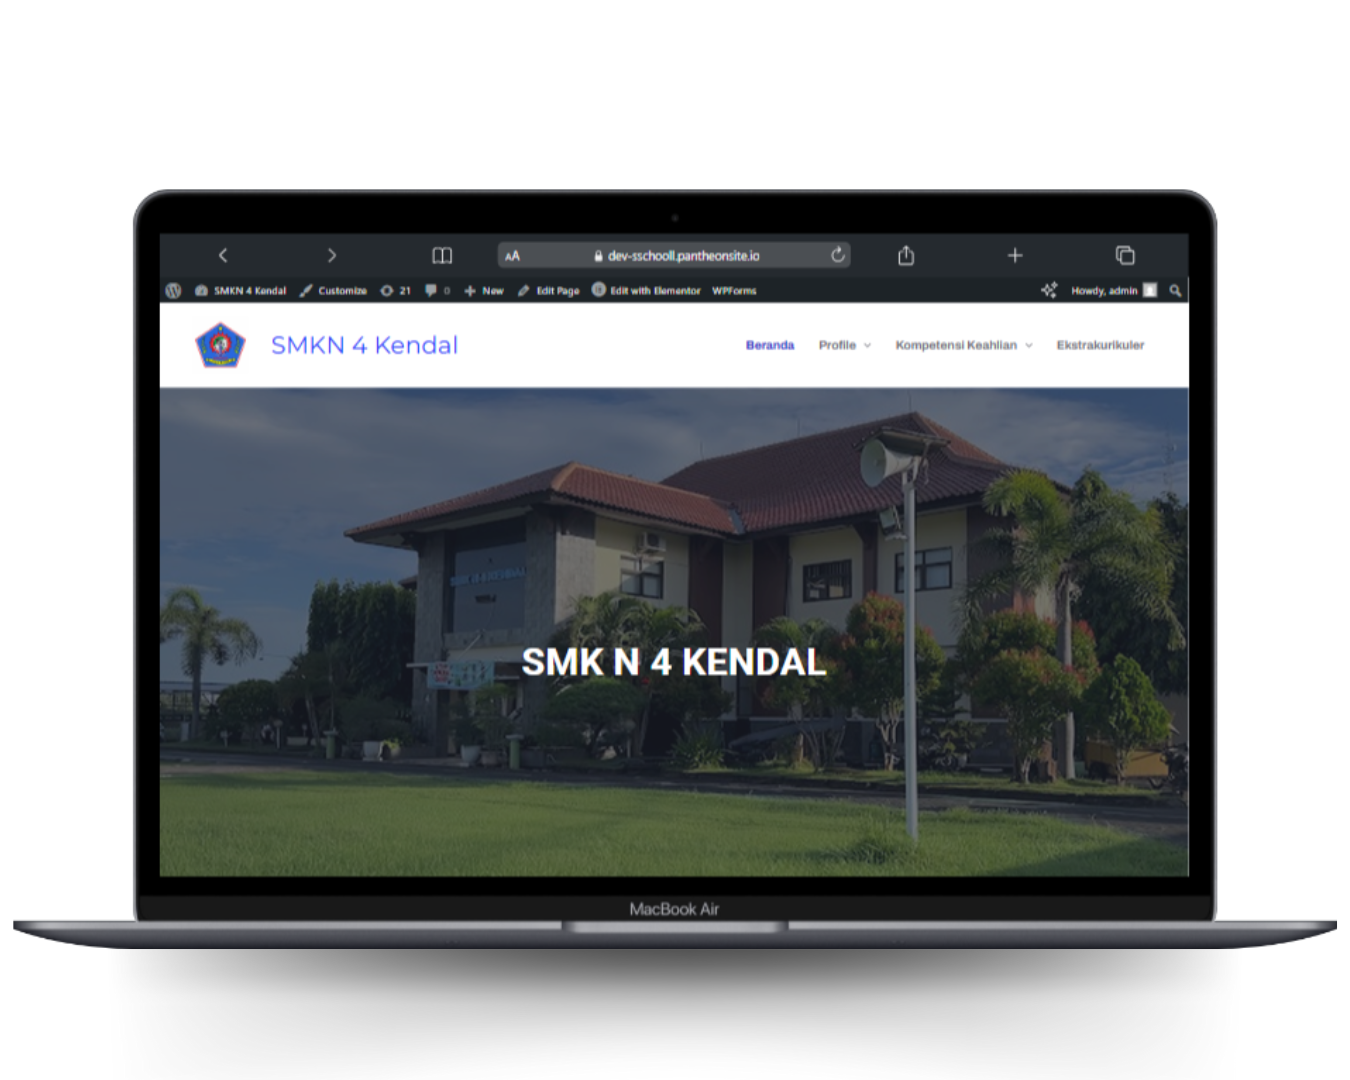 AA dev-sschooll.pantheonsite.io
SMKN 4 Kendal Customize 21 0 New Edit Page Edit with Elementor WPForms Howdy, admin
SMKN 4 Kendal Beranda Profile Kompetensi Keahlian Ekstrakurikuler
SMK N 4 KENDAL
MacBook Air